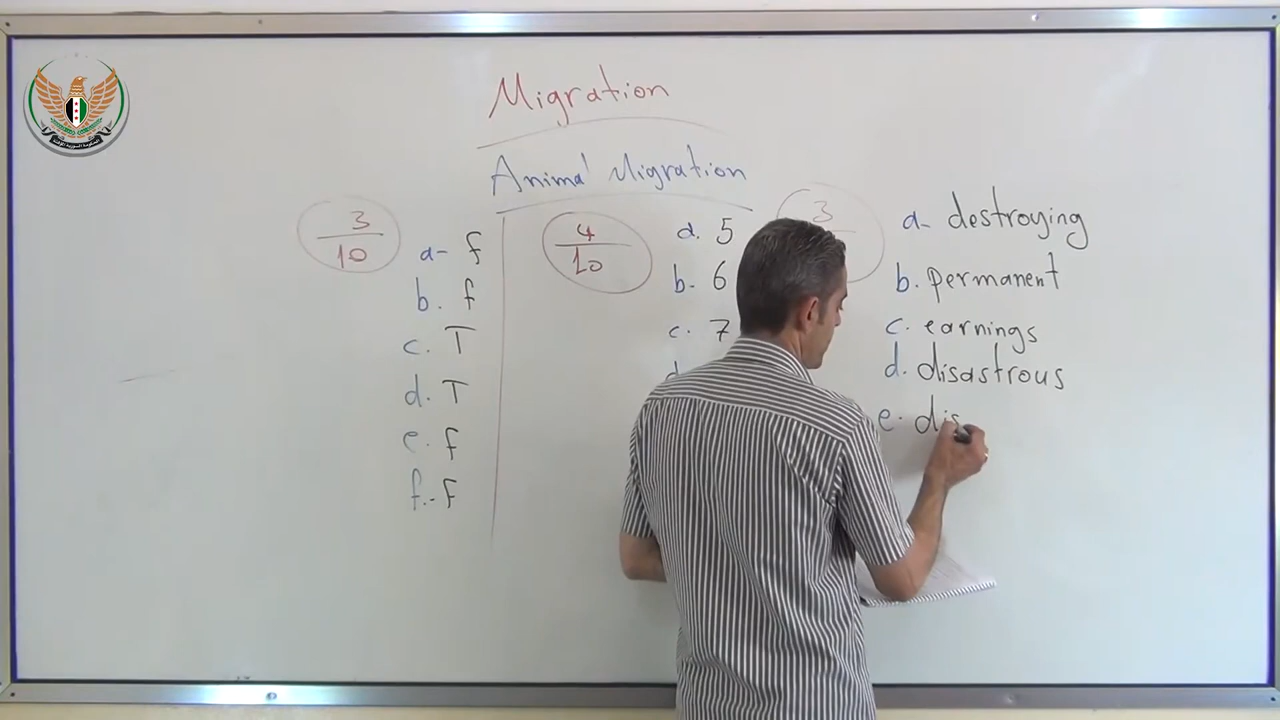 Migration
Animal Migration
3
10
a- f
b. f
c. T
d. T
e. f
f.- F
4
10
a. 5
b. 6
c. 7
d
3
a- destroying
b. permanent
c. earnings
d. disastrous
e. dis